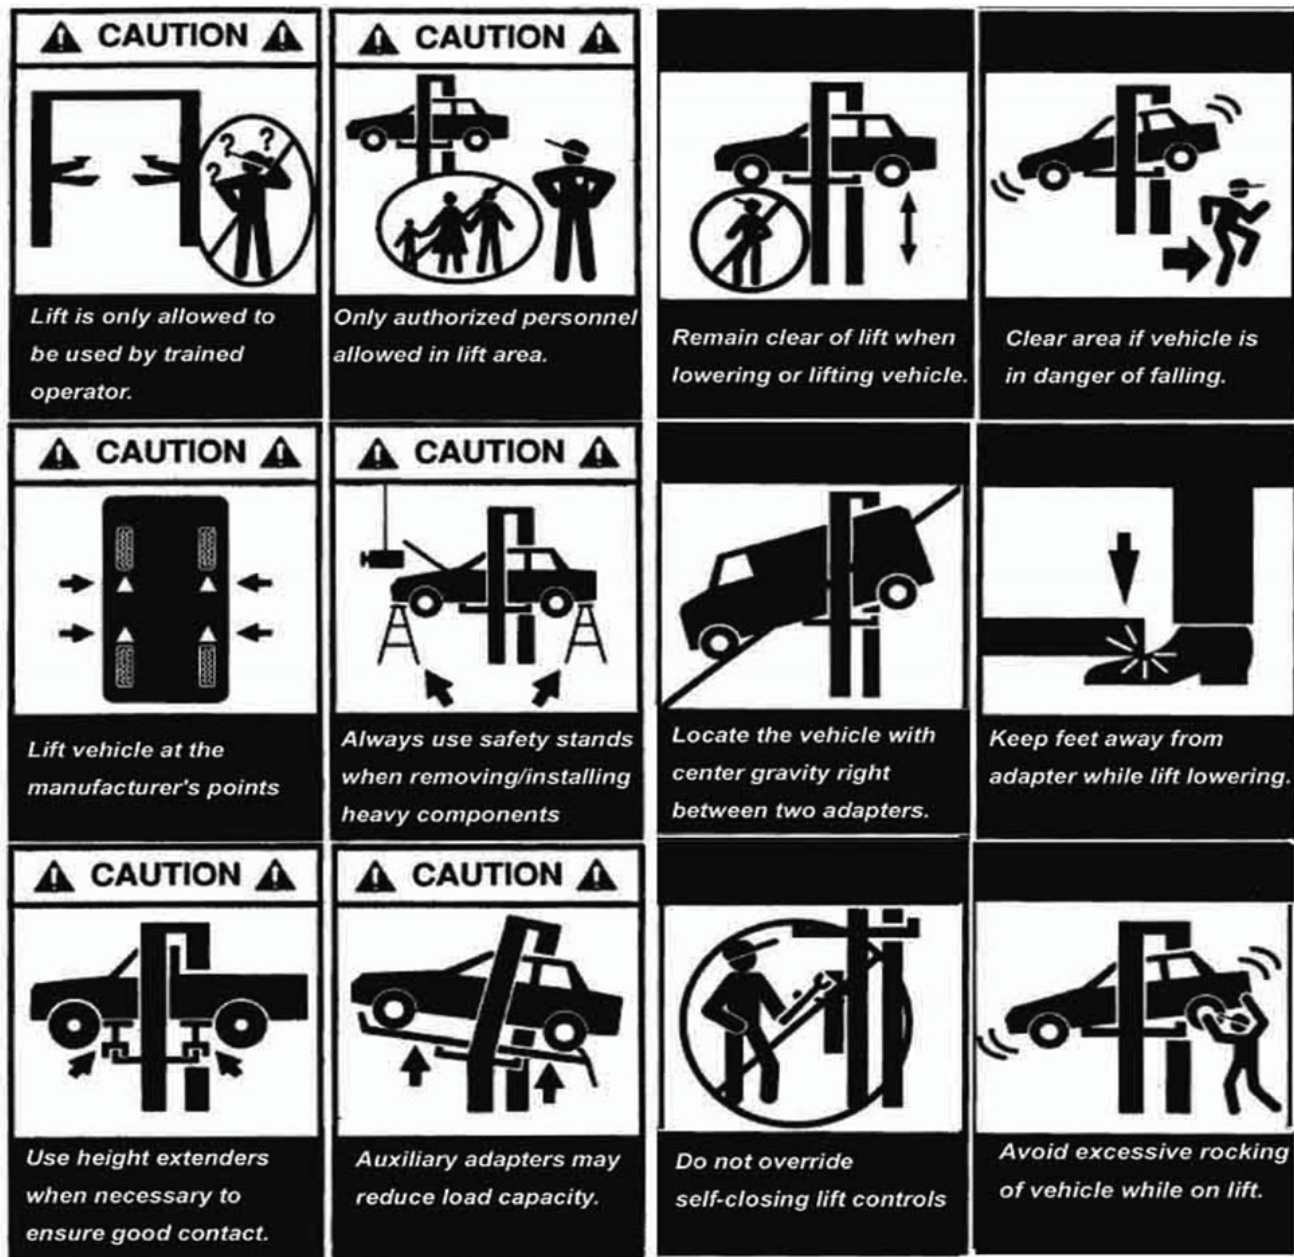 CAUTION
Lift is only allowed to
be used by trained
operator.
CAUTION
Only authorized personnel
allowed in lift area.
Remain clear of lift when
lowering or lifting vehicle.
Clear area if vehicle is
in danger of falling.
CAUTION
Lift vehicle at the
manufacturer's points
CAUTION
Always use safety stands
when removing/installing
heavy components
Locate the vehicle with
center gravity right
between two adapters.
Keep feet away from
adapter while lift lowering.
CAUTION
Use height extenders
when necessary to
ensure good contact.
CAUTION
Auxiliary adapters may
reduce load capacity.
Do not override
self-closing lift controls
Avoid excessive rocking
of vehicle while on lift.